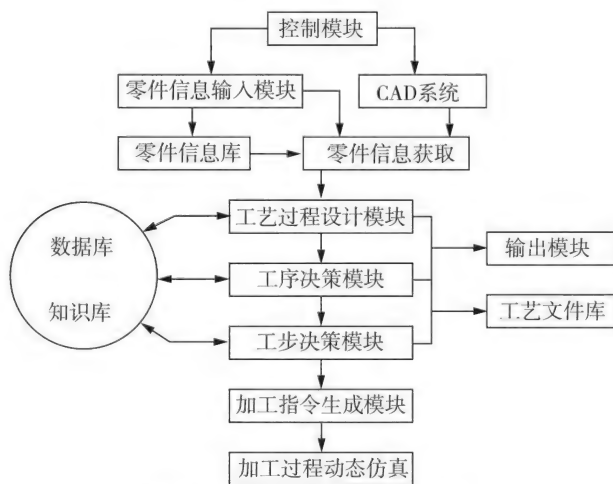 控制模块
零件信息输入模块
CAD系统
零件信息库
零件信息获取
工艺过程设计模块
数据库
输出模块
工序决策模块
知识库
工艺文件库
工步决策模块
加工指令生成模块
加工过程动态仿真